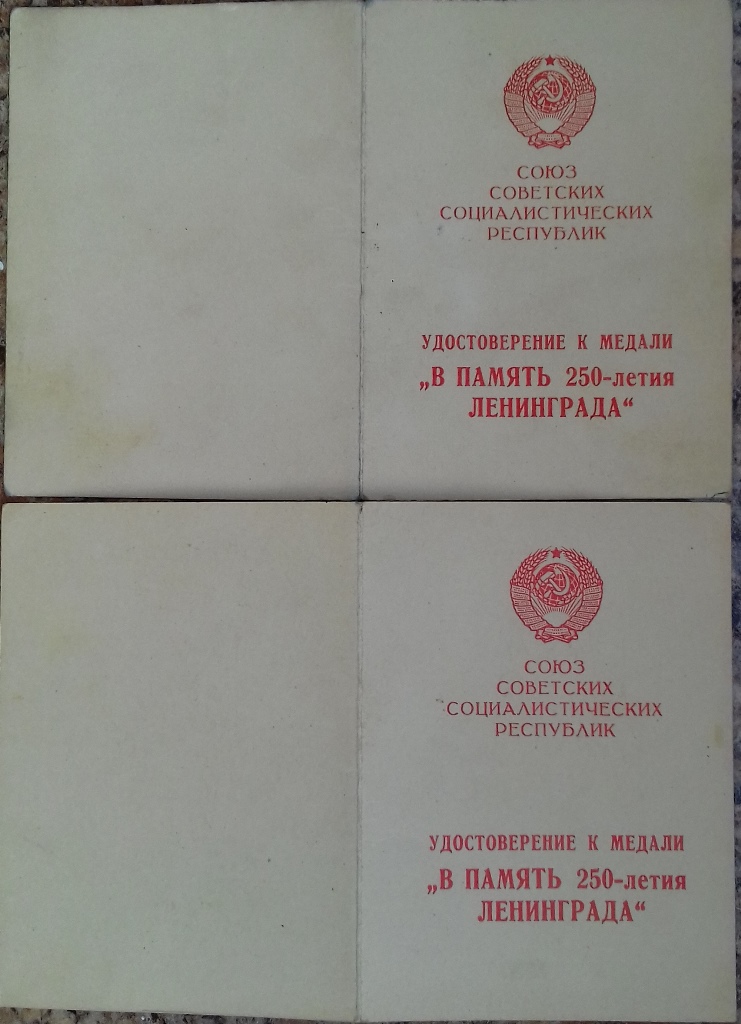 СОЮЗ
СОВЕТСКИХ
СОЦИАЛИСТИЧЕСКИХ
РЕСПУБЛИК
УДОСТОВЕРЕНИЕ К МЕДАЛИ
„В ПАМЯТЬ 250-летия
ЛЕНИНГРАДА“
СОЮЗ
СОВЕТСКИХ
СОЦИАЛИСТИЧЕСКИХ
РЕСПУБЛИК
УДОСТОВЕРЕНИЕ К МЕДАЛИ
„В ПАМЯТЬ 250-летия
ЛЕНИНГРАДА“